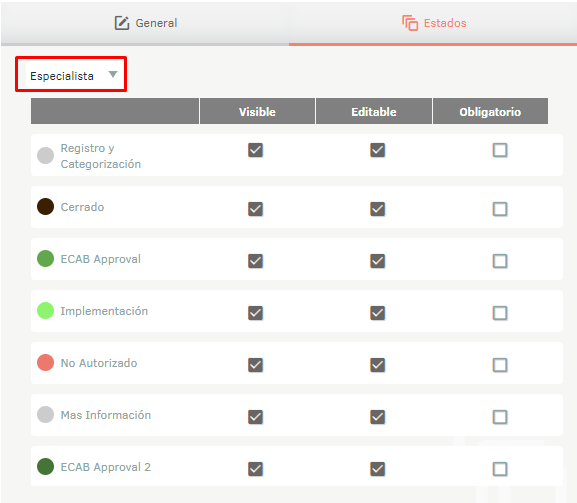 General
Estados
Especialista
Visible Editable Obligatorio
Registro y
Categorización
Cerrado
ECAB Approval
Implementación
No Autorizado
Mas Información
ECAB Approval 2